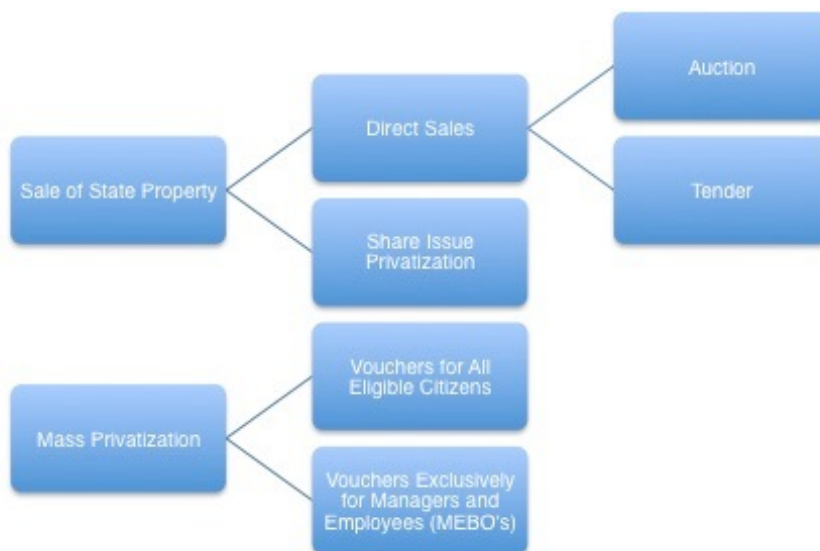 Auction
Direct Sales
Sale of State Property
Tender
Share Issue
Privatization
Vouchers for All
Eligible Citizens
Mass Privatization
Vouchers Exclusively
for Managers and
Employees (MEBO's)